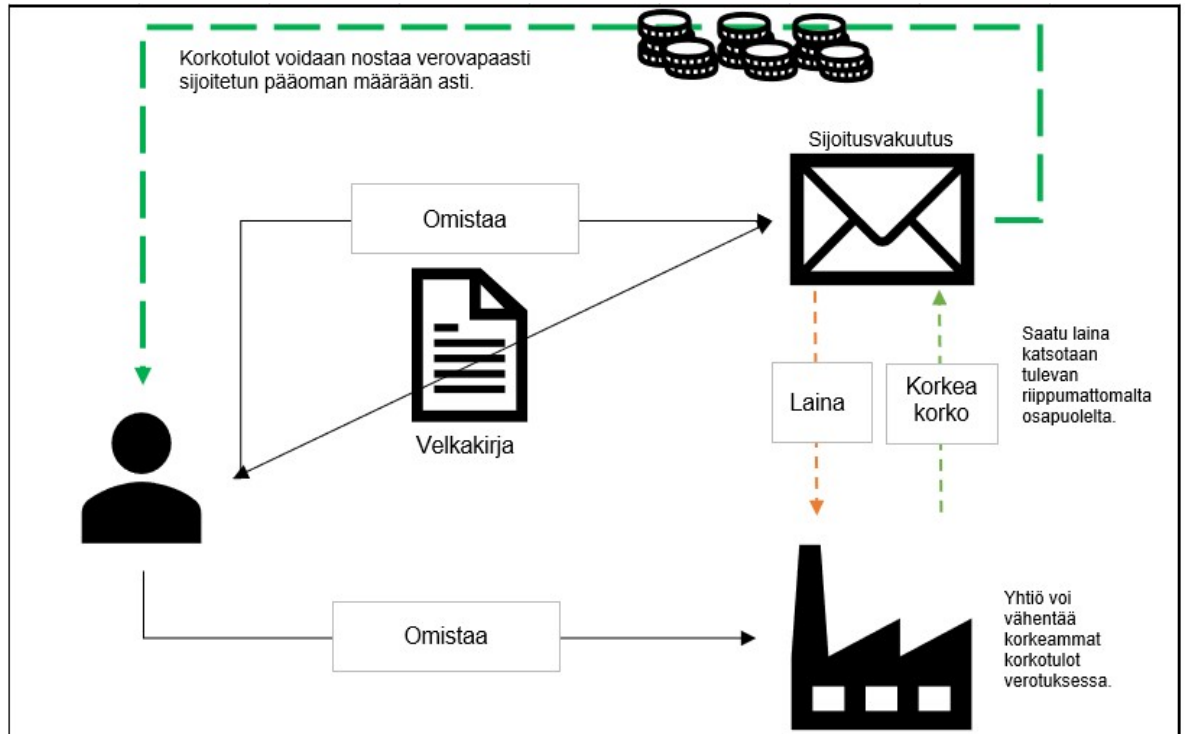 Korkotulot voidaan nostaa verovapaasti
sijoitetun pääoman määrään asti.
Sijoitusvakuutus
Omistaa
Velkakirja
Laina
Korkea
korko
Saatu laina
katsotaan
tulevan
riippumattomalta
osapuolelta.
Omistaa
Yhtiö voi
vähentää
korkeammat
korkotulot
verotuksessa.